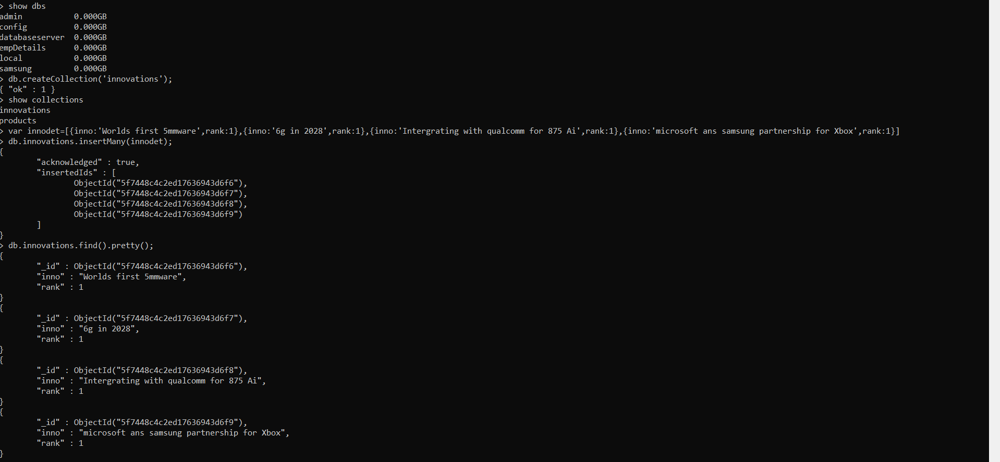 > show dbs
admin           0.000GB
config          0.000GB
databaseserver  0.000GB
empDetails      0.000GB
local           0.000GB
samsung         0.000GB
> db.createCollection('innovations');
{ "ok" : 1 }
> show collections
innovations
products
> var innodet=[{inno:'Worlds first 5mmware',rank:1},{inno:'6g in 2028',rank:1},{inno:'Intergrating with qualcomm for 875 Ai',rank:1},{inno:'microsoft ans samsung partnership for Xbox',rank:1}]
> db.innovations.insertMany(innodet);
{
        "acknowledged" : true,
        "insertedIds" : [
                ObjectId("5f7448c4c2ed17636943d6f6"),
                ObjectId("5f7448c4c2ed17636943d6f7"),
                ObjectId("5f7448c4c2ed17636943d6f8"),
                ObjectId("5f7448c4c2ed17636943d6f9")
        ]
}
> db.innovations.find().pretty();
{
        "_id" : ObjectId("5f7448c4c2ed17636943d6f6"),
        "inno" : "Worlds first 5mmware",
        "rank" : 1
}
{
        "_id" : ObjectId("5f7448c4c2ed17636943d6f7"),
        "inno" : "6g in 2028",
        "rank" : 1
}
{
        "_id" : ObjectId("5f7448c4c2ed17636943d6f8"),
        "inno" : "Intergrating with qualcomm for 875 Ai",
        "rank" : 1
}
{
        "_id" : ObjectId("5f7448c4c2ed17636943d6f9"),
        "inno" : "microsoft ans samsung partnership for Xbox",
        "rank" : 1
}